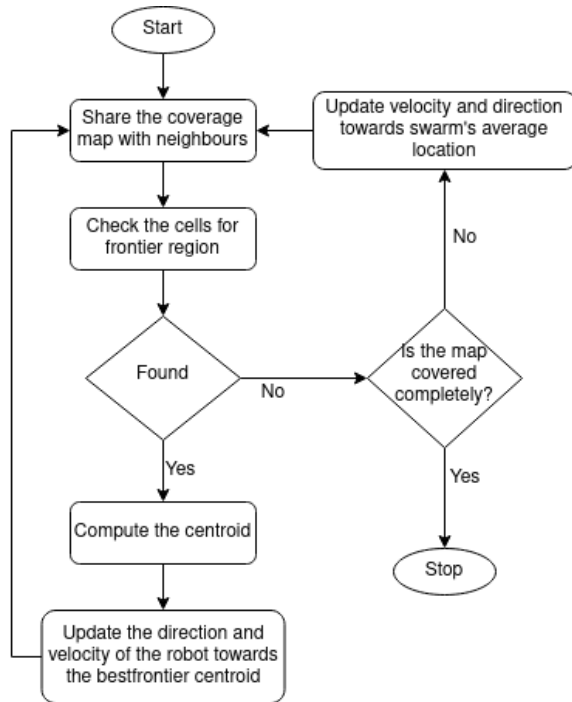 Start
Share the coverage
map with neighbours
Update velocity and direction
towards swarm's average
location
Check the cells for
frontier region
No
Found
Is the map
covered
completely?
No
Yes
Yes
Compute the centroid
Stop
Update the direction and
velocity of the robot towards
the bestfrontier centroid